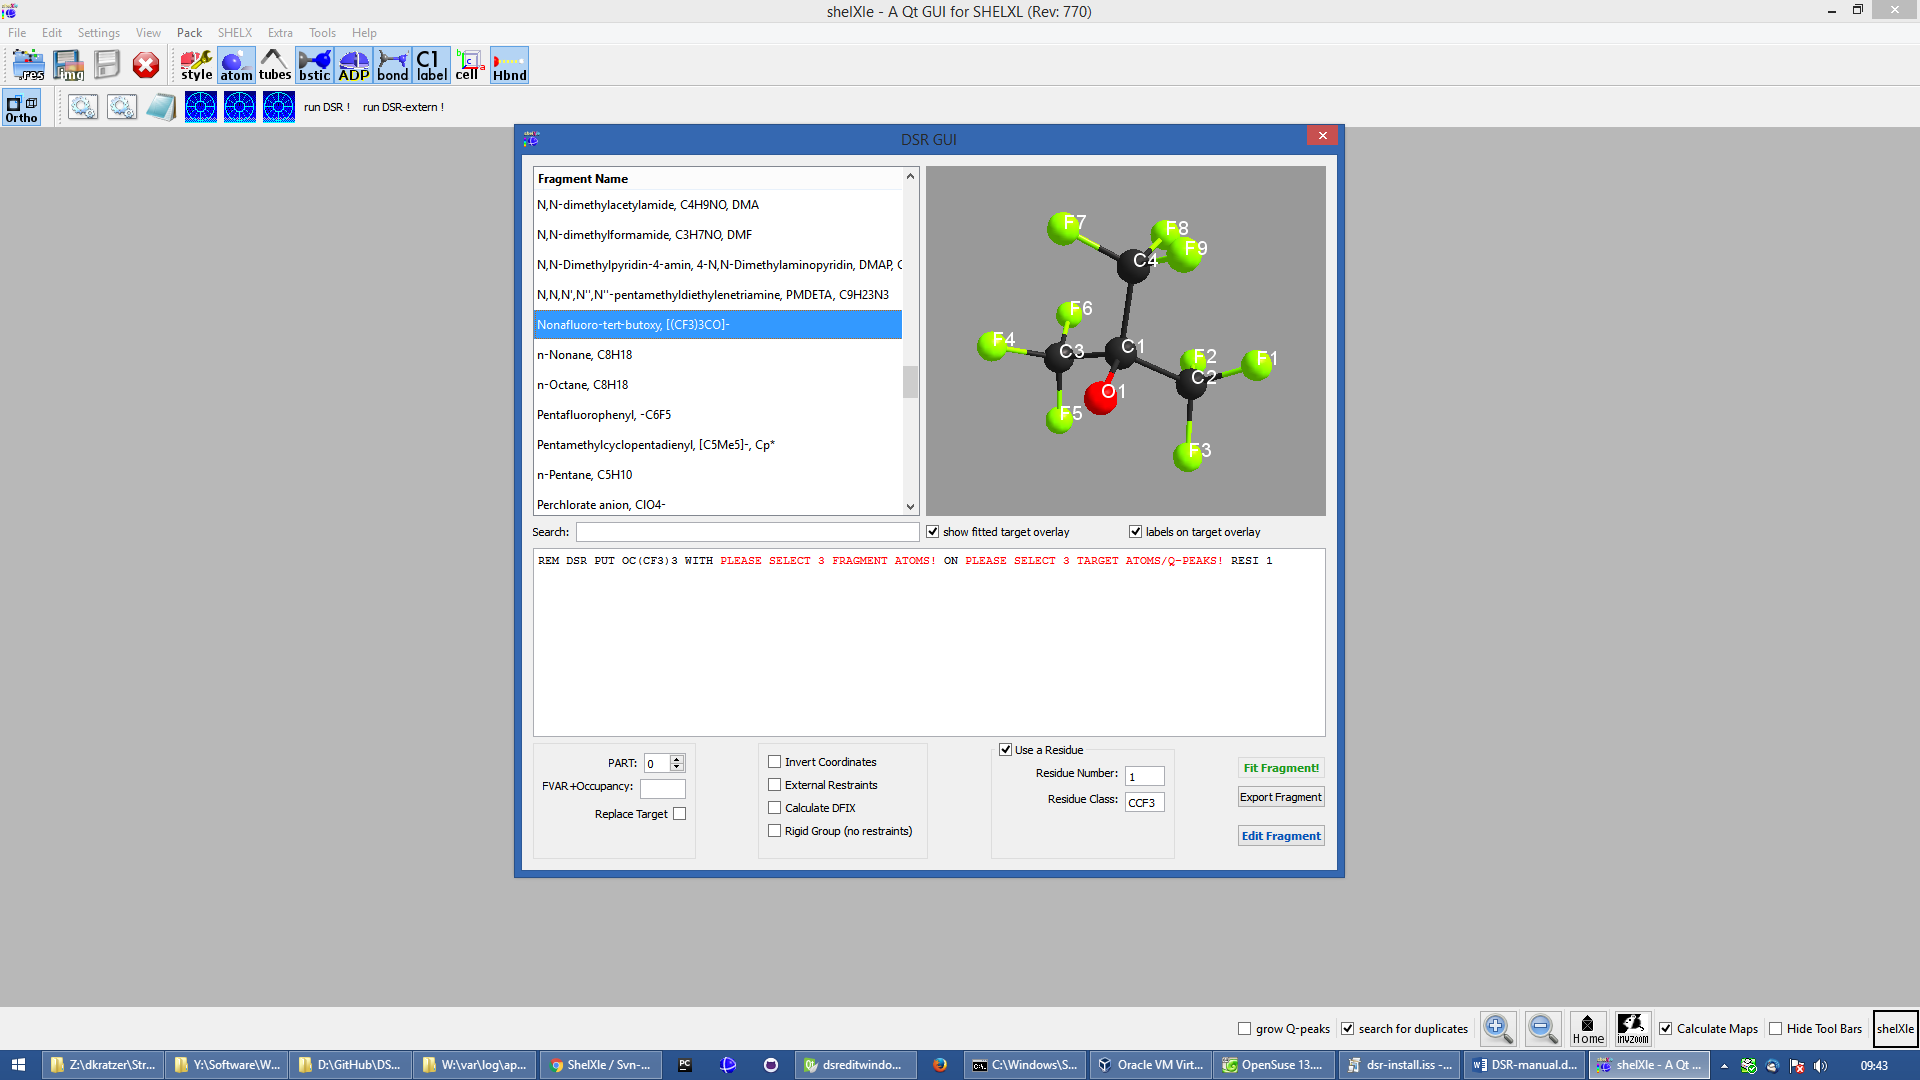 shelXle - A Qt GUI for SHELXL (Rev: 770)
File Edit Settings View Pack SHELX Extra Tools Help
.res .img style atom tubes bstic ADP bond C1 label cell Hbnd
Ortho run DSR ! run DSR-extern !
DSR GUI
Fragment Name
N,N-dimethylacetylamide, C4H9NO, DMA
N,N-dimethylformamide, C3H7NO, DMF
N,N-Dimethylpyridin-4-amin, 4-N,N-Dimethylaminopyridin, DMAP, C
N,N,N',N'',N''-pentamethyldiethylenetriamine, PMDETA, C9H23N3
Nonafluoro-tert-butoxy, [(CF3)3CO]-
n-Nonane, C8H18
n-Octane, C8H18
Pentafluorophenyl, -C6F5
Pentamethylcyclopentadienyl, [C5Me5]-, Cp*
n-Pentane, C5H10
Perchlorate anion, ClO4-
F7
F8
F9
C4
F6
F4
C3
C1
F2
F1
C2
O1
F5
F3
Search:
show fitted target overlay
labels on target overlay
REM DSR PUT OC(CF3)3 WITH PLEASE SELECT 3 FRAGMENT ATOMS! ON PLEASE SELECT 3 TARGET ATOMS/Q-PEAKS! RESI 1
PART: 0
FVAR+Occupancy:
Replace Target
Invert Coordinates
External Restraints
Calculate DFIX
Rigid Group (no restraints)
Use a Residue
Residue Number: 1
Residue Class: CCF3
Fit Fragment!
Export Fragment
Edit Fragment
grow Q-peaks search for duplicates Home invzoom Calculate Maps Hide Tool Bars shelXle
Z:\dkratzer\Str... Y:\Software\W... D:\GitHub\DS... W:\var\log\ap... ShelXle / Svn-... PC dsreditwindo... C:\Windows\S... Oracle VM Virt... OpenSuse 13.... dsr-install.iss -... DSR-manual.d... shelXle - A Qt ... 09:43